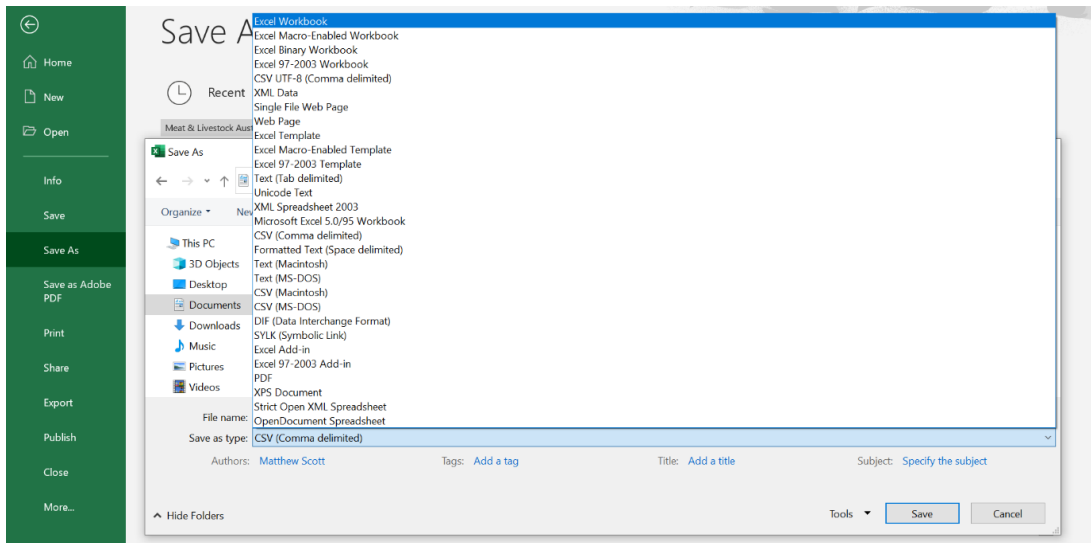 Save A
Home
New
Open
Info
Save
Save As
Save as Adobe
PDF
Print
Share
Export
Publish
Close
More...
Recent
Meat & Livestock Aust
Save As
Organize
New
This PC
3D Objects
Desktop
Documents
Downloads
Music
Pictures
Videos
Excel Workbook
Excel Macro-Enabled Workbook
Excel Binary Workbook
Excel 97-2003 Workbook
CSV UTF-8 (Comma delimited)
XML Data
Single File Web Page
Web Page
Excel Template
Excel Macro-Enabled Template
Excel 97-2003 Template
Text (Tab delimited)
Unicode Text
XML Spreadsheet 2003
Microsoft Excel 5.0/95 Workbook
CSV (Comma delimited)
Formatted Text (Space delimited)
Text (Macintosh)
Text (MS-DOS)
CSV (Macintosh)
CSV (MS-DOS)
DIF (Data Interchange Format)
SYLK (Symbolic Link)
Excel Add-in
Excel 97-2003 Add-in
PDF
XPS Document
Strict Open XML Spreadsheet
OpenDocument Spreadsheet
File name:
Save as type: CSV (Comma delimited)
Authors: Matthew Scott Tags: Add a tag Title: Add a title Subject: Specify the subject
Hide Folders Tools Save Cancel